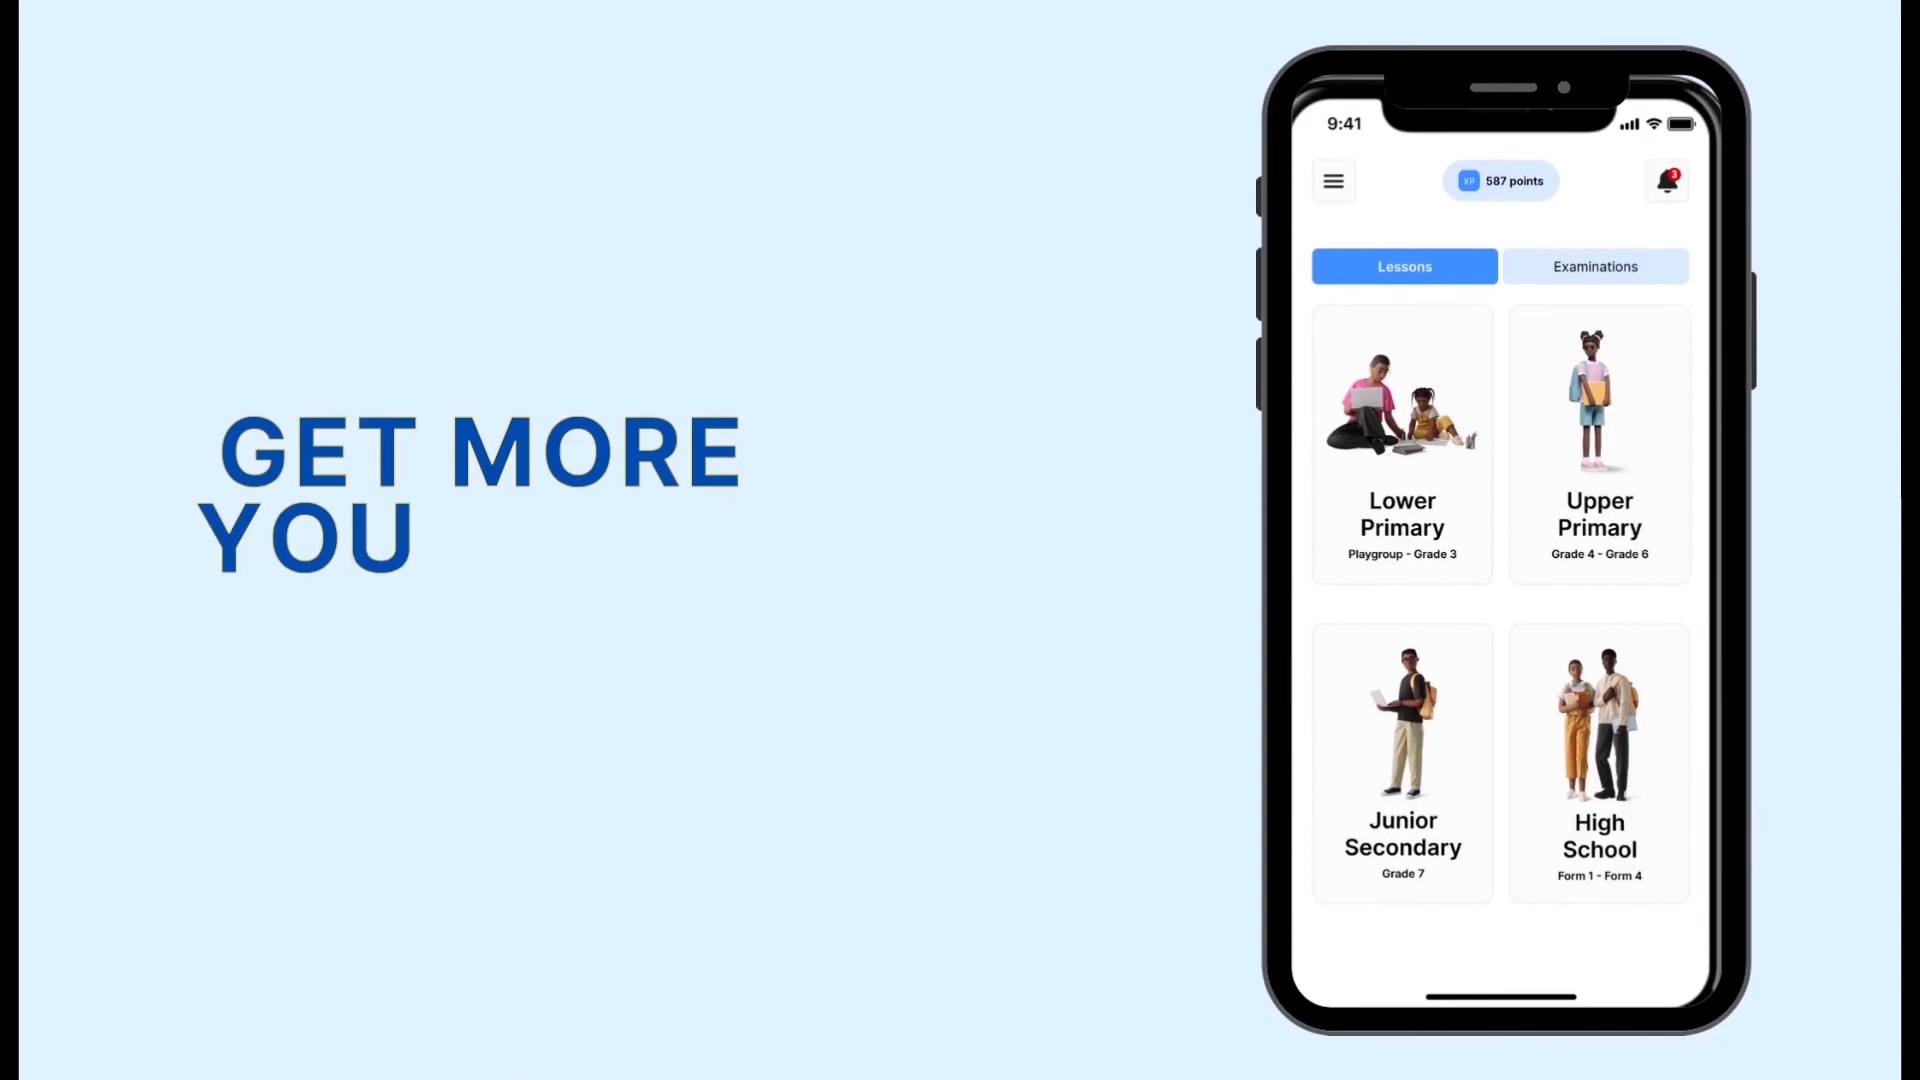 GET MORE
YOU
9:41
XP 587 points
3
Lessons Examinations
Lower
Primary
Playgroup - Grade 3
Upper
Primary
Grade 4 - Grade 6
Junior
Secondary
Grade 7
High
School
Form 1 - Form 4